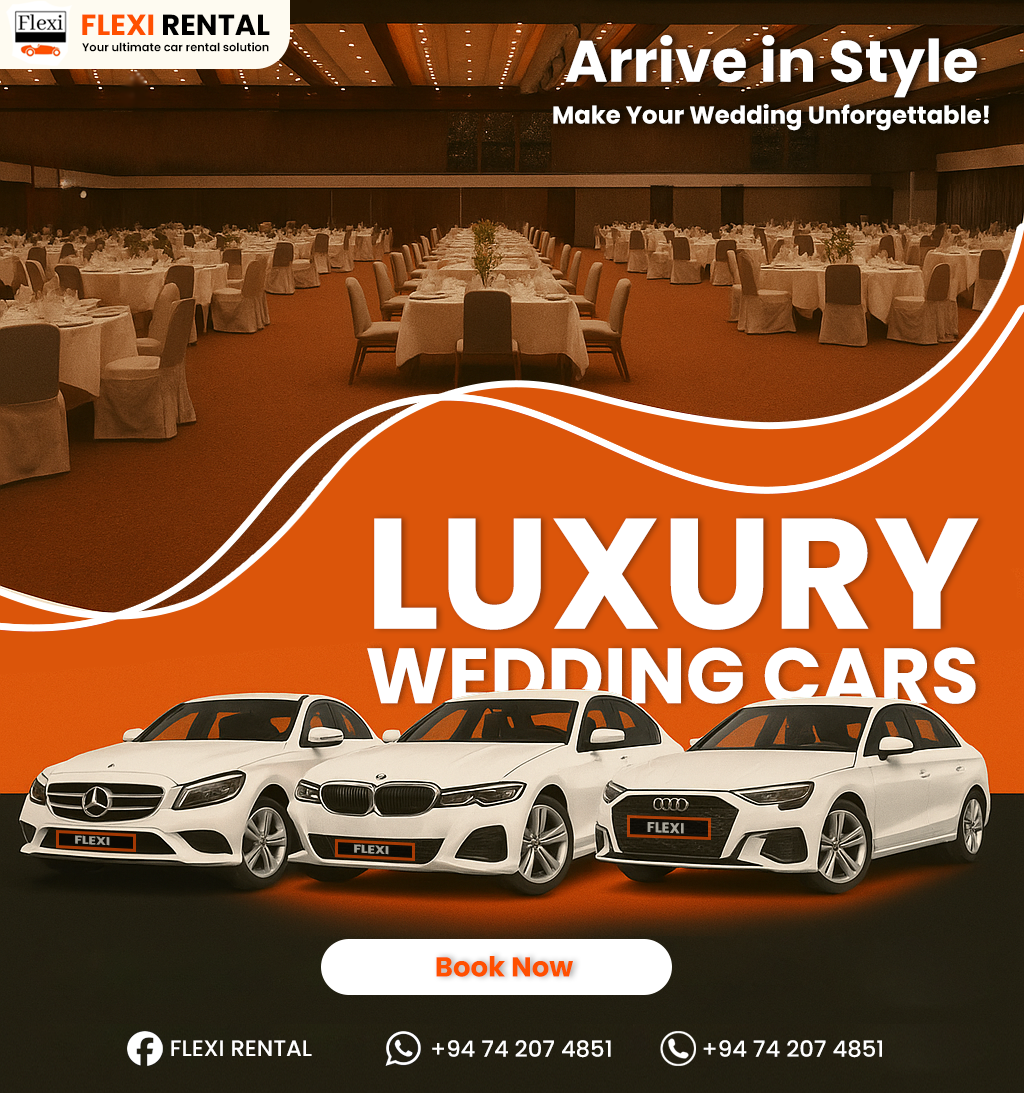 Flexi
FLEXI RENTAL
Your ultimate car rental solution
Arrive in Style
Make Your Wedding Unforgettable!
LUXURY
WEDDING CARS
FLEXI
FLEXI
FLEXI
Book Now
FLEXI RENTAL
+94 74 207 4851
+94 74 207 4851